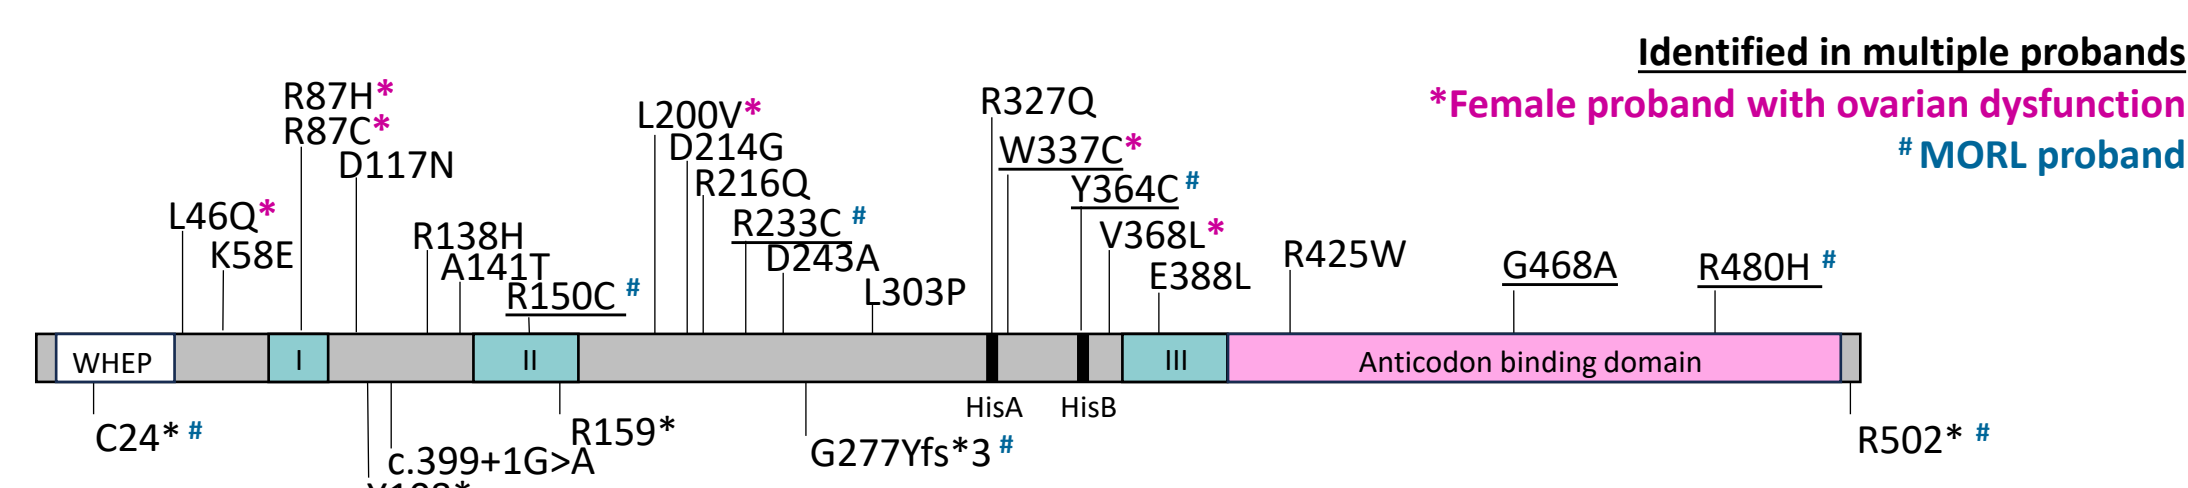 Identified in multiple probands
*Female proband with ovarian dysfunction
# MORL proband
R87H*
R87C*
D117N
L46Q*
K58E
R138H
A141T
R150C #
L200V*
D214G
R216Q
R233C #
D243A
L303P
R327Q
W337C*
Y364C #
V368L*
E388L
R425W
G468A
R480H #
WHEP
I
II
III
Anticodon binding domain
HisA
HisB
C24* #
R159*
c.399+1G>A
G277Yfs*3 #
R502* #